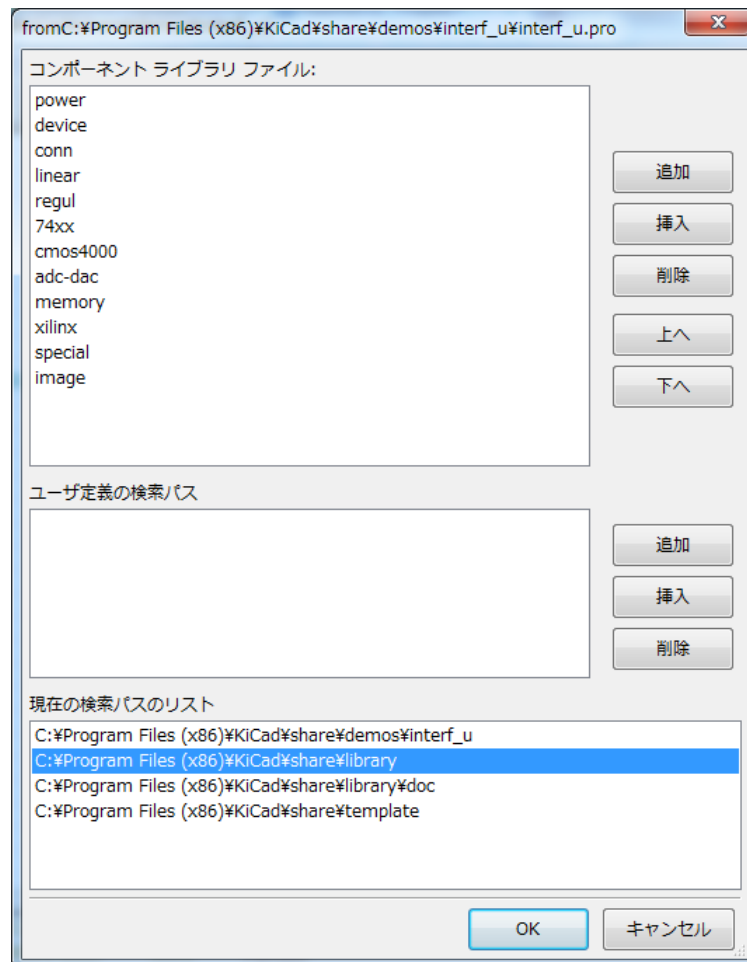 fromC:¥Program Files (x86)¥KiCad¥share¥demos¥interf_u¥interf_u.pro
コンポーネント ライブラリ ファイル:
power
device
conn
linear
regul
74xx
cmos4000
adc-dac
memory
xilinx
special
image
追加
挿入
削除
上へ
下へ
ユーザ定義の検索パス
追加
挿入
削除
現在の検索パスのリスト
C:¥Program Files (x86)¥KiCad¥share¥demos¥interf_u
C:¥Program Files (x86)¥KiCad¥share¥library
C:¥Program Files (x86)¥KiCad¥share¥library¥doc
C:¥Program Files (x86)¥KiCad¥share¥template
OK
キャンセル